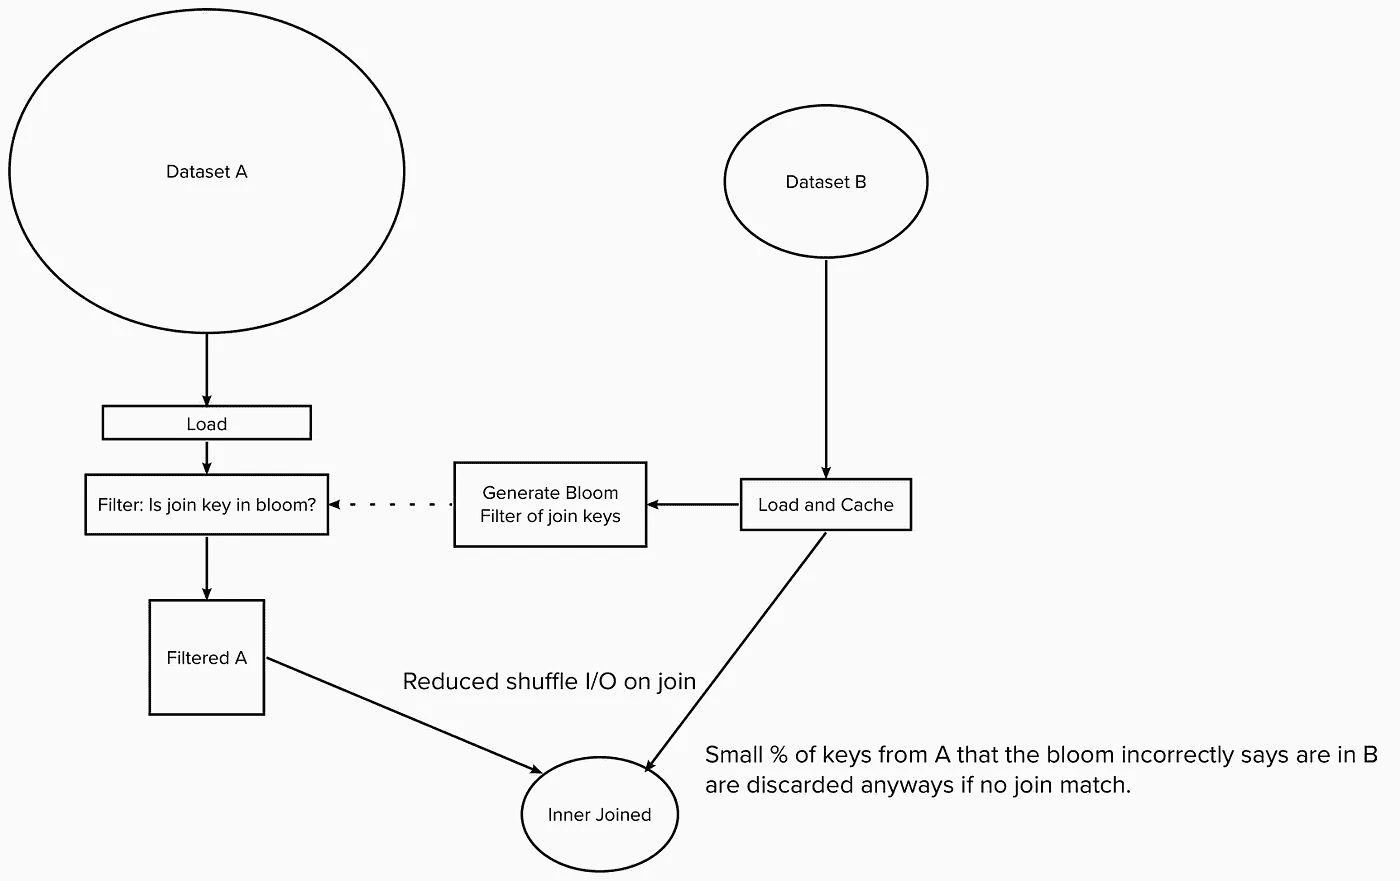 Dataset A
Dataset B
Load
Filter: Is join key in bloom?
Generate Bloom
Filter of join keys
Load and Cache
Filtered A
Reduced shuffle I/O on join
Small % of keys from A that the bloom incorrectly says are in B
are discarded anyways if no join match.
Inner Joined